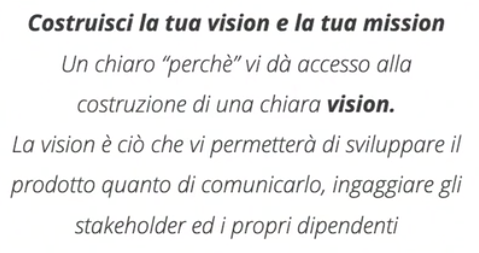 Costruisci la tua vision e la tua mission
Un chiaro “perchè” vi dà accesso alla
costruzione di una chiara vision.
La vision è ciò che vi permetterà di sviluppare il
prodotto quanto di comunicarlo, ingaggiare gli
stakeholder ed i propri dipendenti